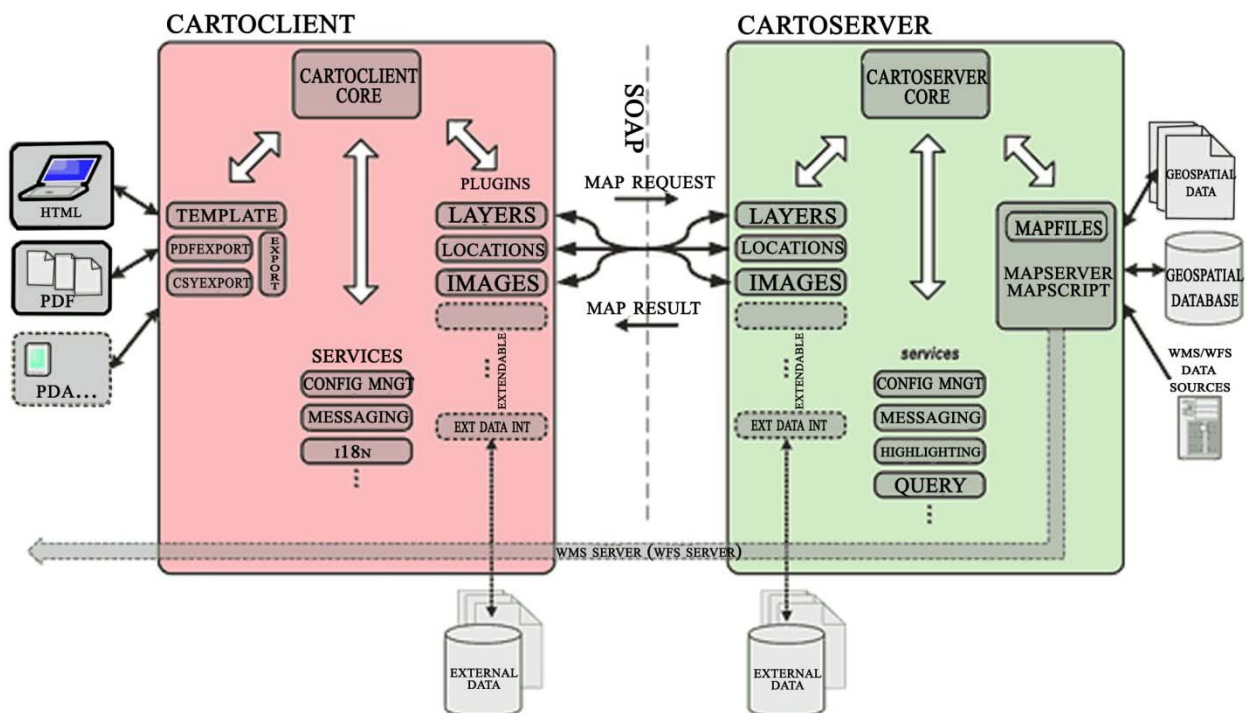 CARTOCLIENT
CARTOCLIENT
CORE
HTML
PDF
PDA...
TEMPLATE
PDFEXPORT
CSYEXPORT
EXPORT
PLUGINS
LAYERS
LOCATIONS
IMAGES
EXTENDABLE
EXT DATA INT
SERVICES
CONFIG MNGT
MESSAGING
I18N
EXTERNAL
DATA
SOAP
MAP REQUEST
MAP RESULT
CARTOSERVER
CARTOSERVER
CORE
LAYERS
LOCATIONS
IMAGES
EXTENDABLE
EXT DATA INT
services
CONFIG MNGT
MESSAGING
HIGHLIGHTING
QUERY
MAPFILES
MAPSERVER
MAPSCRIPT
GEOSPATIAL
DATA
GEOSPATIAL
DATABASE
WMS/WFS
DATA
SOURCES
WMS SERVER (WFS SERVER)
EXTERNAL
DATA